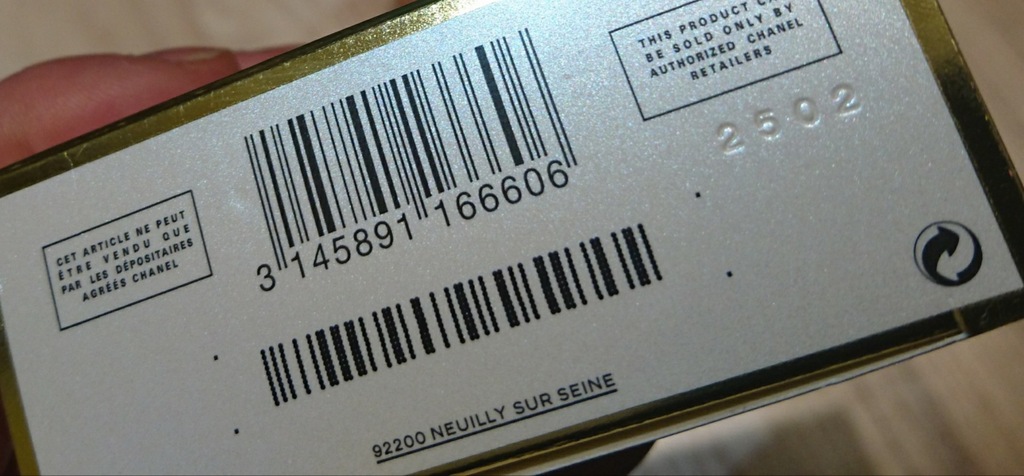 CET ARTICLE NE PEUT
ÊTRE VENDU QUE
PAR LES DÉPOSITAIRES
AGRÉÉS CHANEL
3 145891 166606
THIS PRODUCT
BE SOLD ONLY BY
AUTHORIZED CHANEL
RETAILERS
2502
92200 NEUILLY SUR SEINE